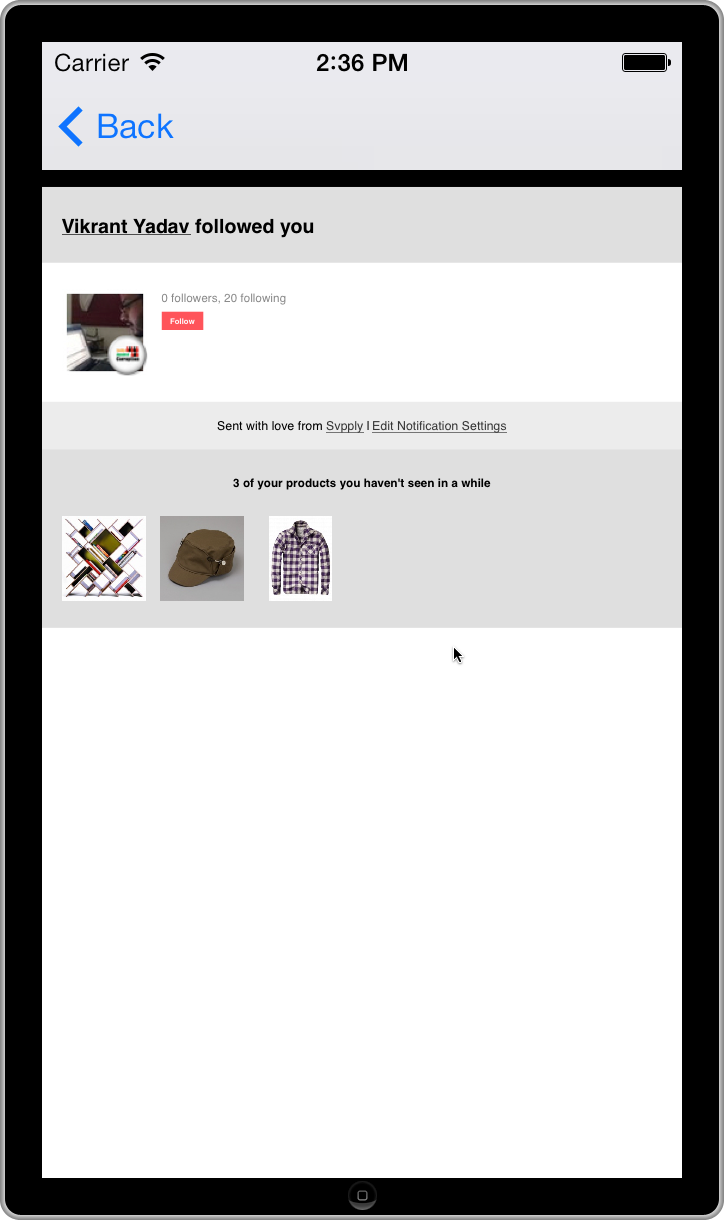 Carrier 2:36 PM
Back
Vikrant Yadav followed you
0 followers, 20 following
Follow
Sent with love from Svpply | Edit Notification Settings
3 of your products you haven't seen in a while